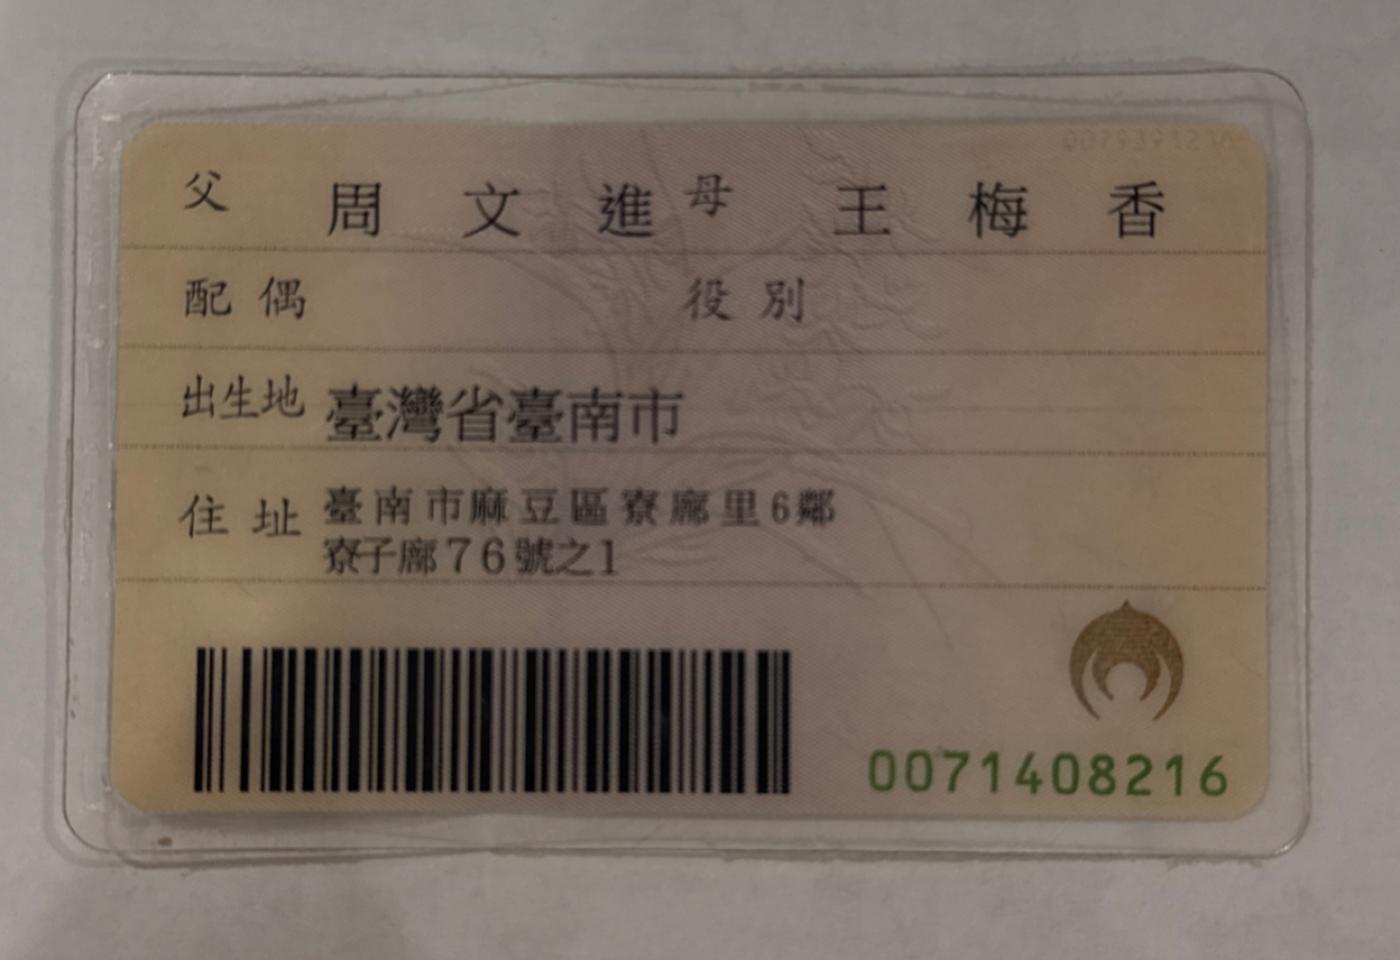 父 周文進 母 王梅香
配偶 役別
出生地 臺灣省臺南市
住址 臺南市麻豆區寮廍里6鄰
寮子廍76號之1
0071408216